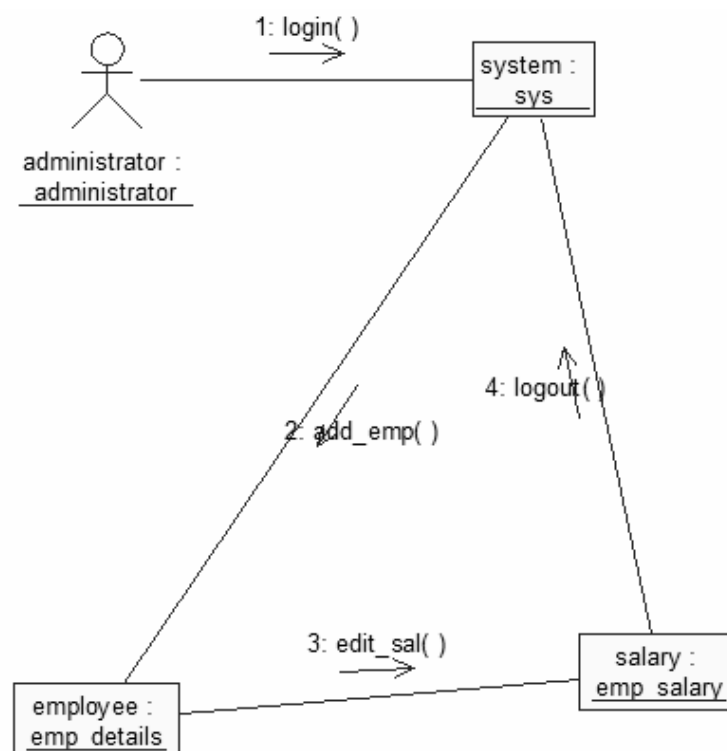 1: login( )
system :
sys
administrator :
administrator
4: logout( )
2: add_emp( )
3: edit_sal( )
salary :
emp_salary
employee :
emp_details